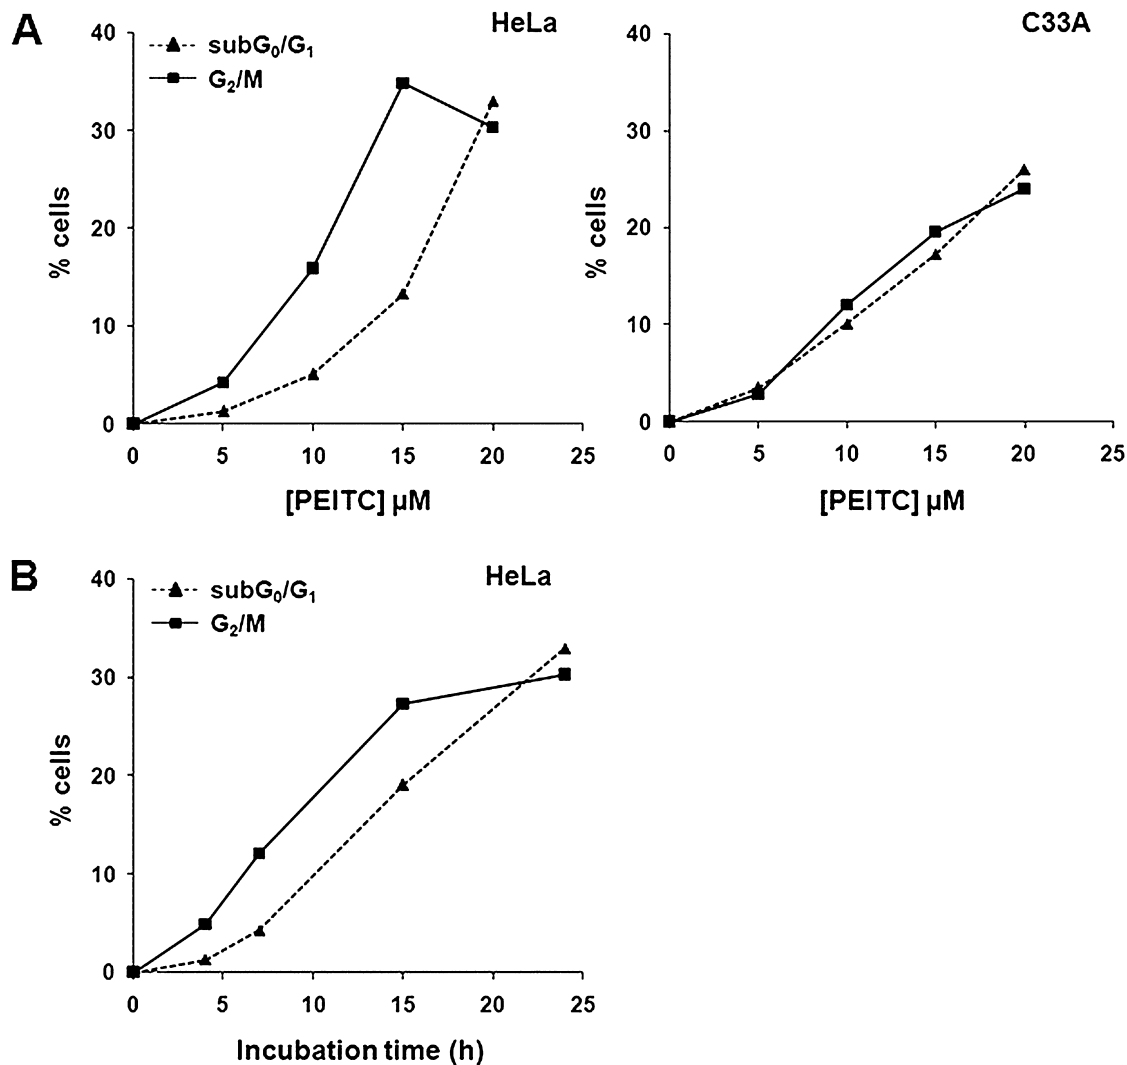 A
HeLa
C33A
subG₀/G₁
G₂/M
40
30
20
10
0
% cells
0 5 10 15 20 25
[PEITC] µM
40
30
20
10
0
% cells
0 5 10 15 20 25
[PEITC] µM
B
HeLa
subG₀/G₁
G₂/M
40
30
20
10
0
% cells
0 5 10 15 20 25
Incubation time (h)